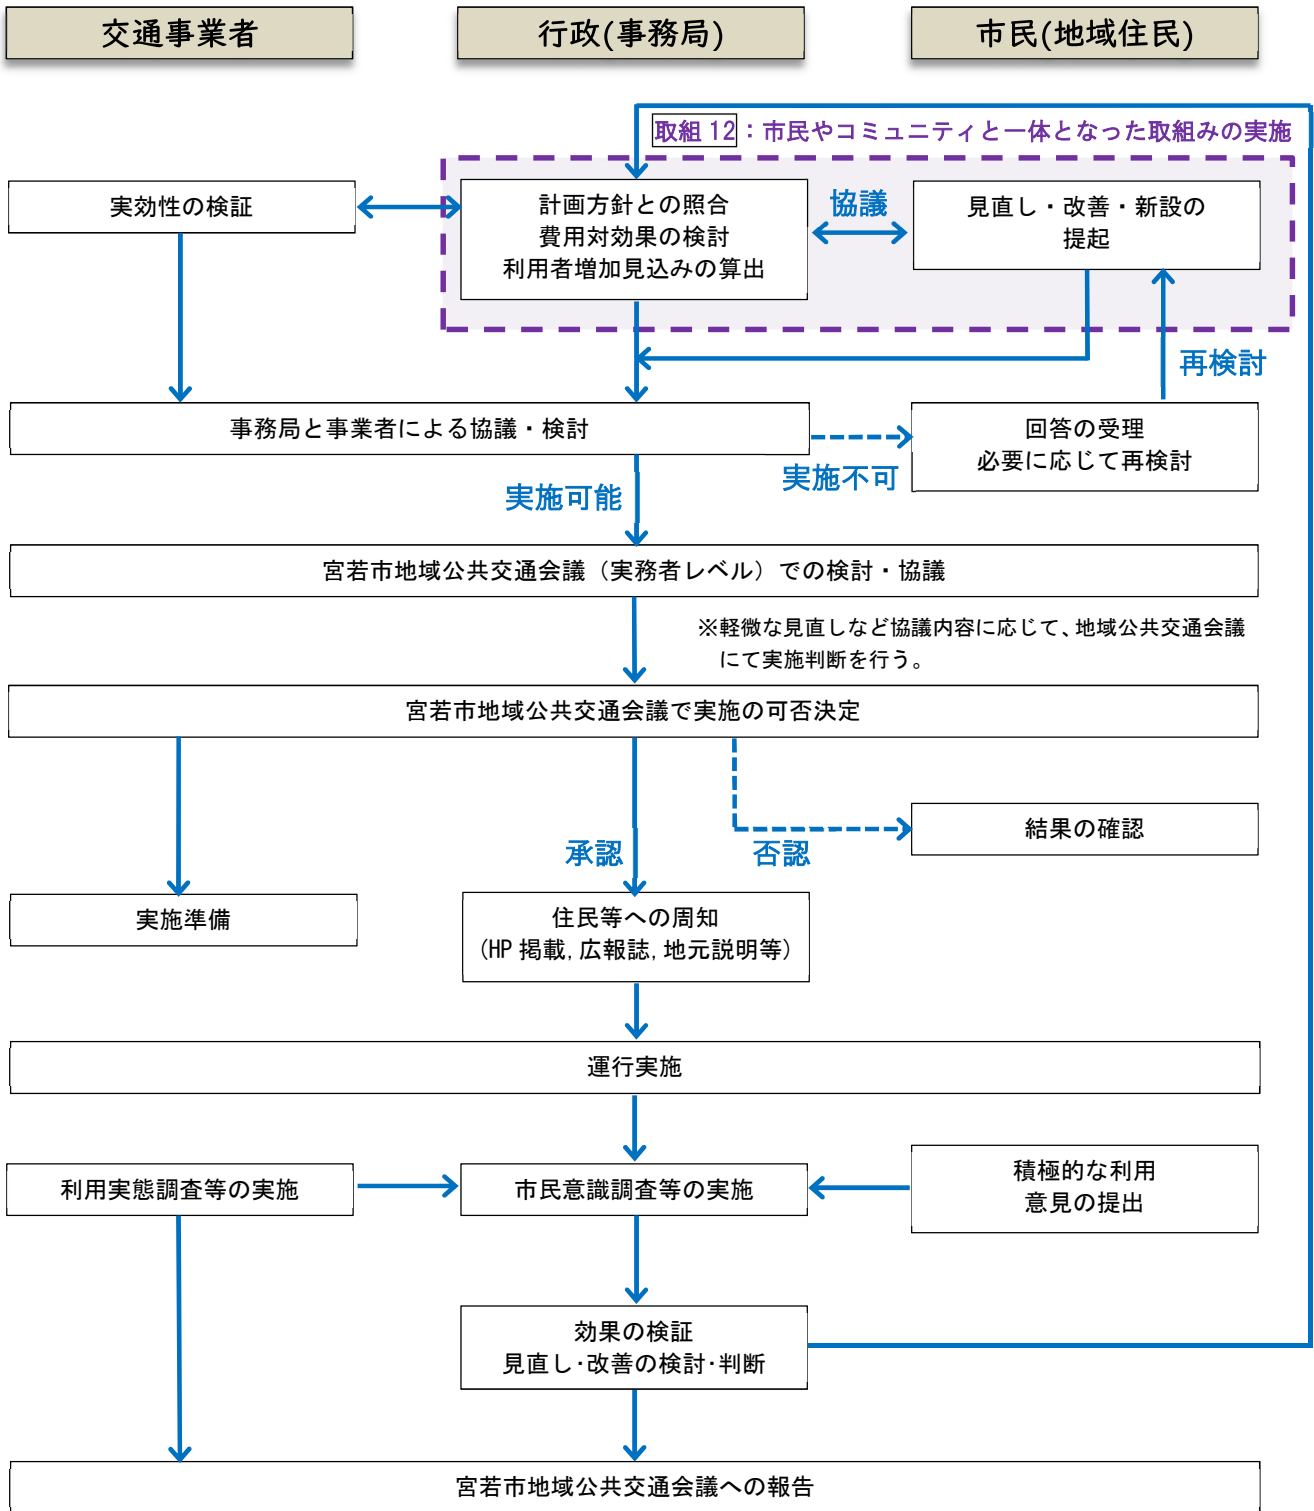 交通事業者
行政(事務局)
市民(地域住民)
取組 12:市民やコミュニティと一体となった取組みの実施
実効性の検証
計画方針との照合
費用対効果の検討
利用者増加見込みの算出
協議
見直し・改善・新設の
提起
再検討
事務局と事業者による協議・検討
回答の受理
必要に応じて再検討
実施不可
実施可能
宮若市地域公共交通会議（実務者レベル）での検討・協議
※軽微な見直しなど協議内容に応じて、地域公共交通会議
にて実施判断を行う。
宮若市地域公共交通会議で実施の可否決定
結果の確認
承認
否認
実施準備
住民等への周知
(HP 掲載,広報誌,地元説明等)
運行実施
利用実態調査等の実施
市民意識調査等の実施
積極的な利用
意見の提出
効果の検証
見直し・改善の検討・判断
宮若市地域公共交通会議への報告